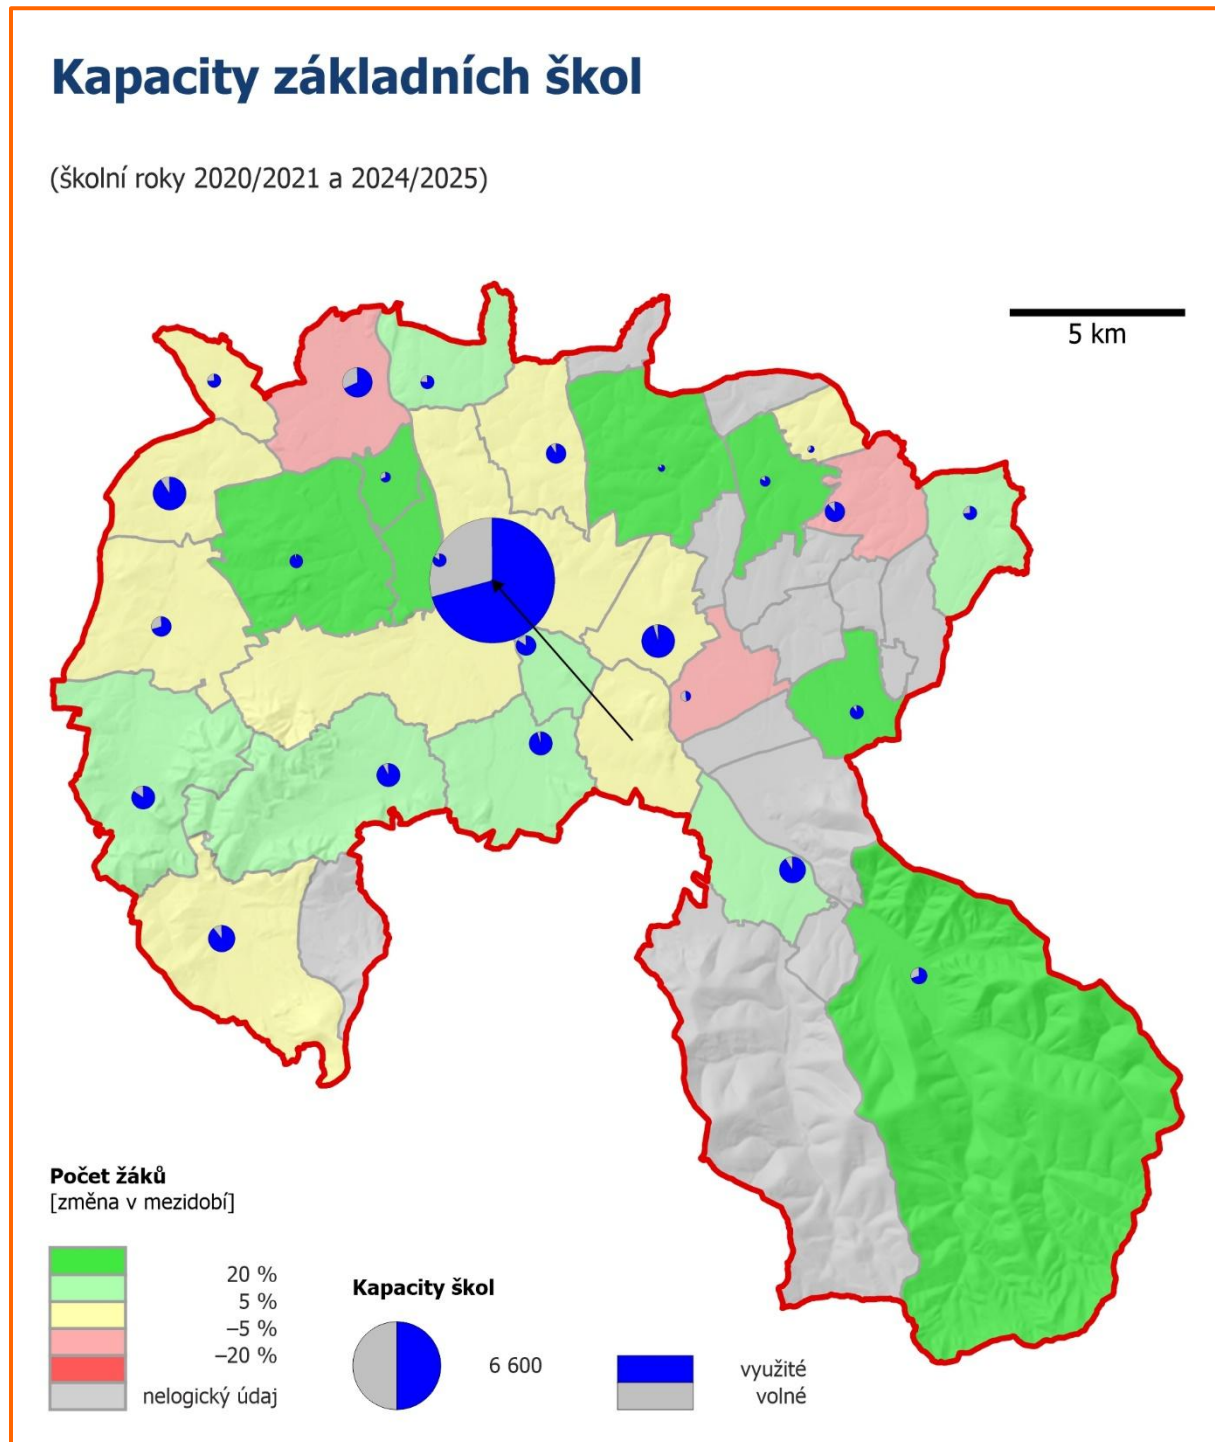 Kapacity základních škol
(školní roky 2020/2021 a 2024/2025)
5 km
Počet žáků
[změna v mezidobí]
20 %
5 %
–5 %
–20 %
nelogický údaj
Kapacity škol
6 600
využité
volné